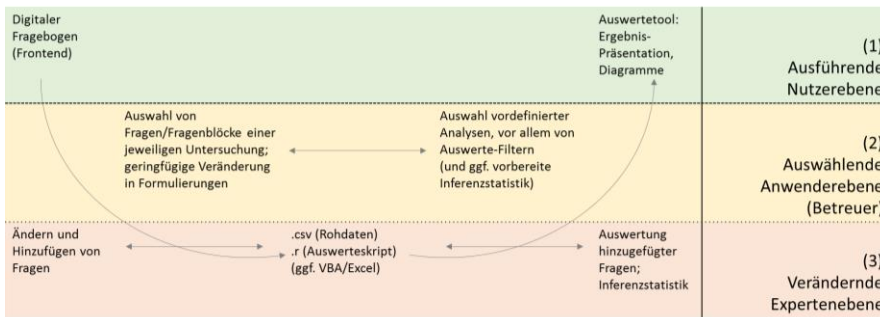 Digitaler
Fragebogen
(Frontend)
Auswertetool:
Ergebnis-
Präsentation,
Diagramme
(1)
Ausführende
Nutzerebene
Auswahl von
Fragen/Fragenblöcke einer
jeweiligen Untersuchung;
geringfügige Veränderung
in Formulierungen
Auswahl vordefinierter
Analysen, vor allem von
Auswerte-Filtern
(und ggf. vorbereite
Inferenzstatistik)
(2)
Auswählende
Anwenderebene
(Betreuer)
Ändern und
Hinzufügen von
Fragen
.csv (Rohdaten)
.r (Auswerteskript)
(ggf. VBA/Excel)
Auswertung
hinzugefügter
Fragen;
Inferenzstatistik
(3)
Verändernde
Expertenebene